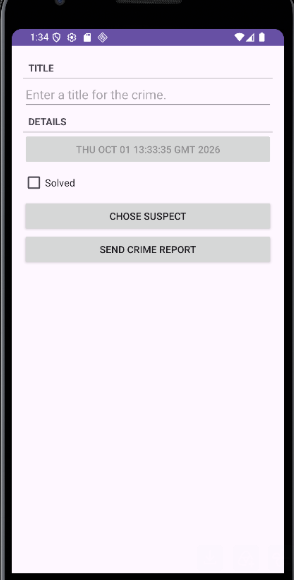 1:34
TITLE
Enter a title for the crime.
DETAILS
THU OCT 01 13:33:35 GMT 2026
Solved
CHOSE SUSPECT
SEND CRIME REPORT